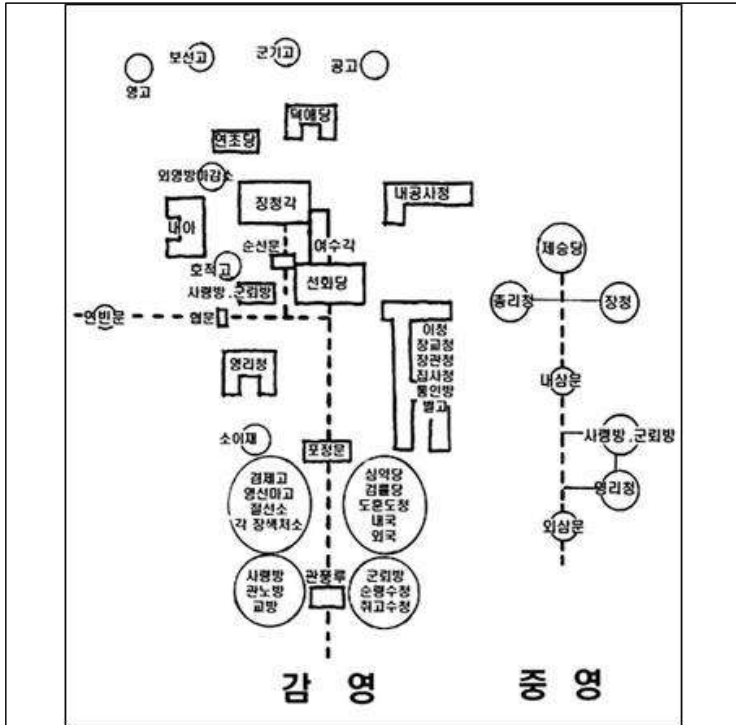 보선고
군기고
공고
영고
덕애당
연초당
외영방마감소
징청각
내공사청
내아
여수각
순선문
제승당
호적고
선화당
사령방 .군뢰방
총리청
장청
연빈문
협문
이청
장교청
장관청
집사청
통인방
별고
영리청
내삼문
소이재
포정문
사령방 .군뢰방
겸제고
영선마고
절선소
각 장색처소
심약당
검률당
도훈도청
내국
외국
영리청
외삼문
사령방
관노방
교방
관풍루
군뢰방
순령수청
취고수청
감 영
중 영